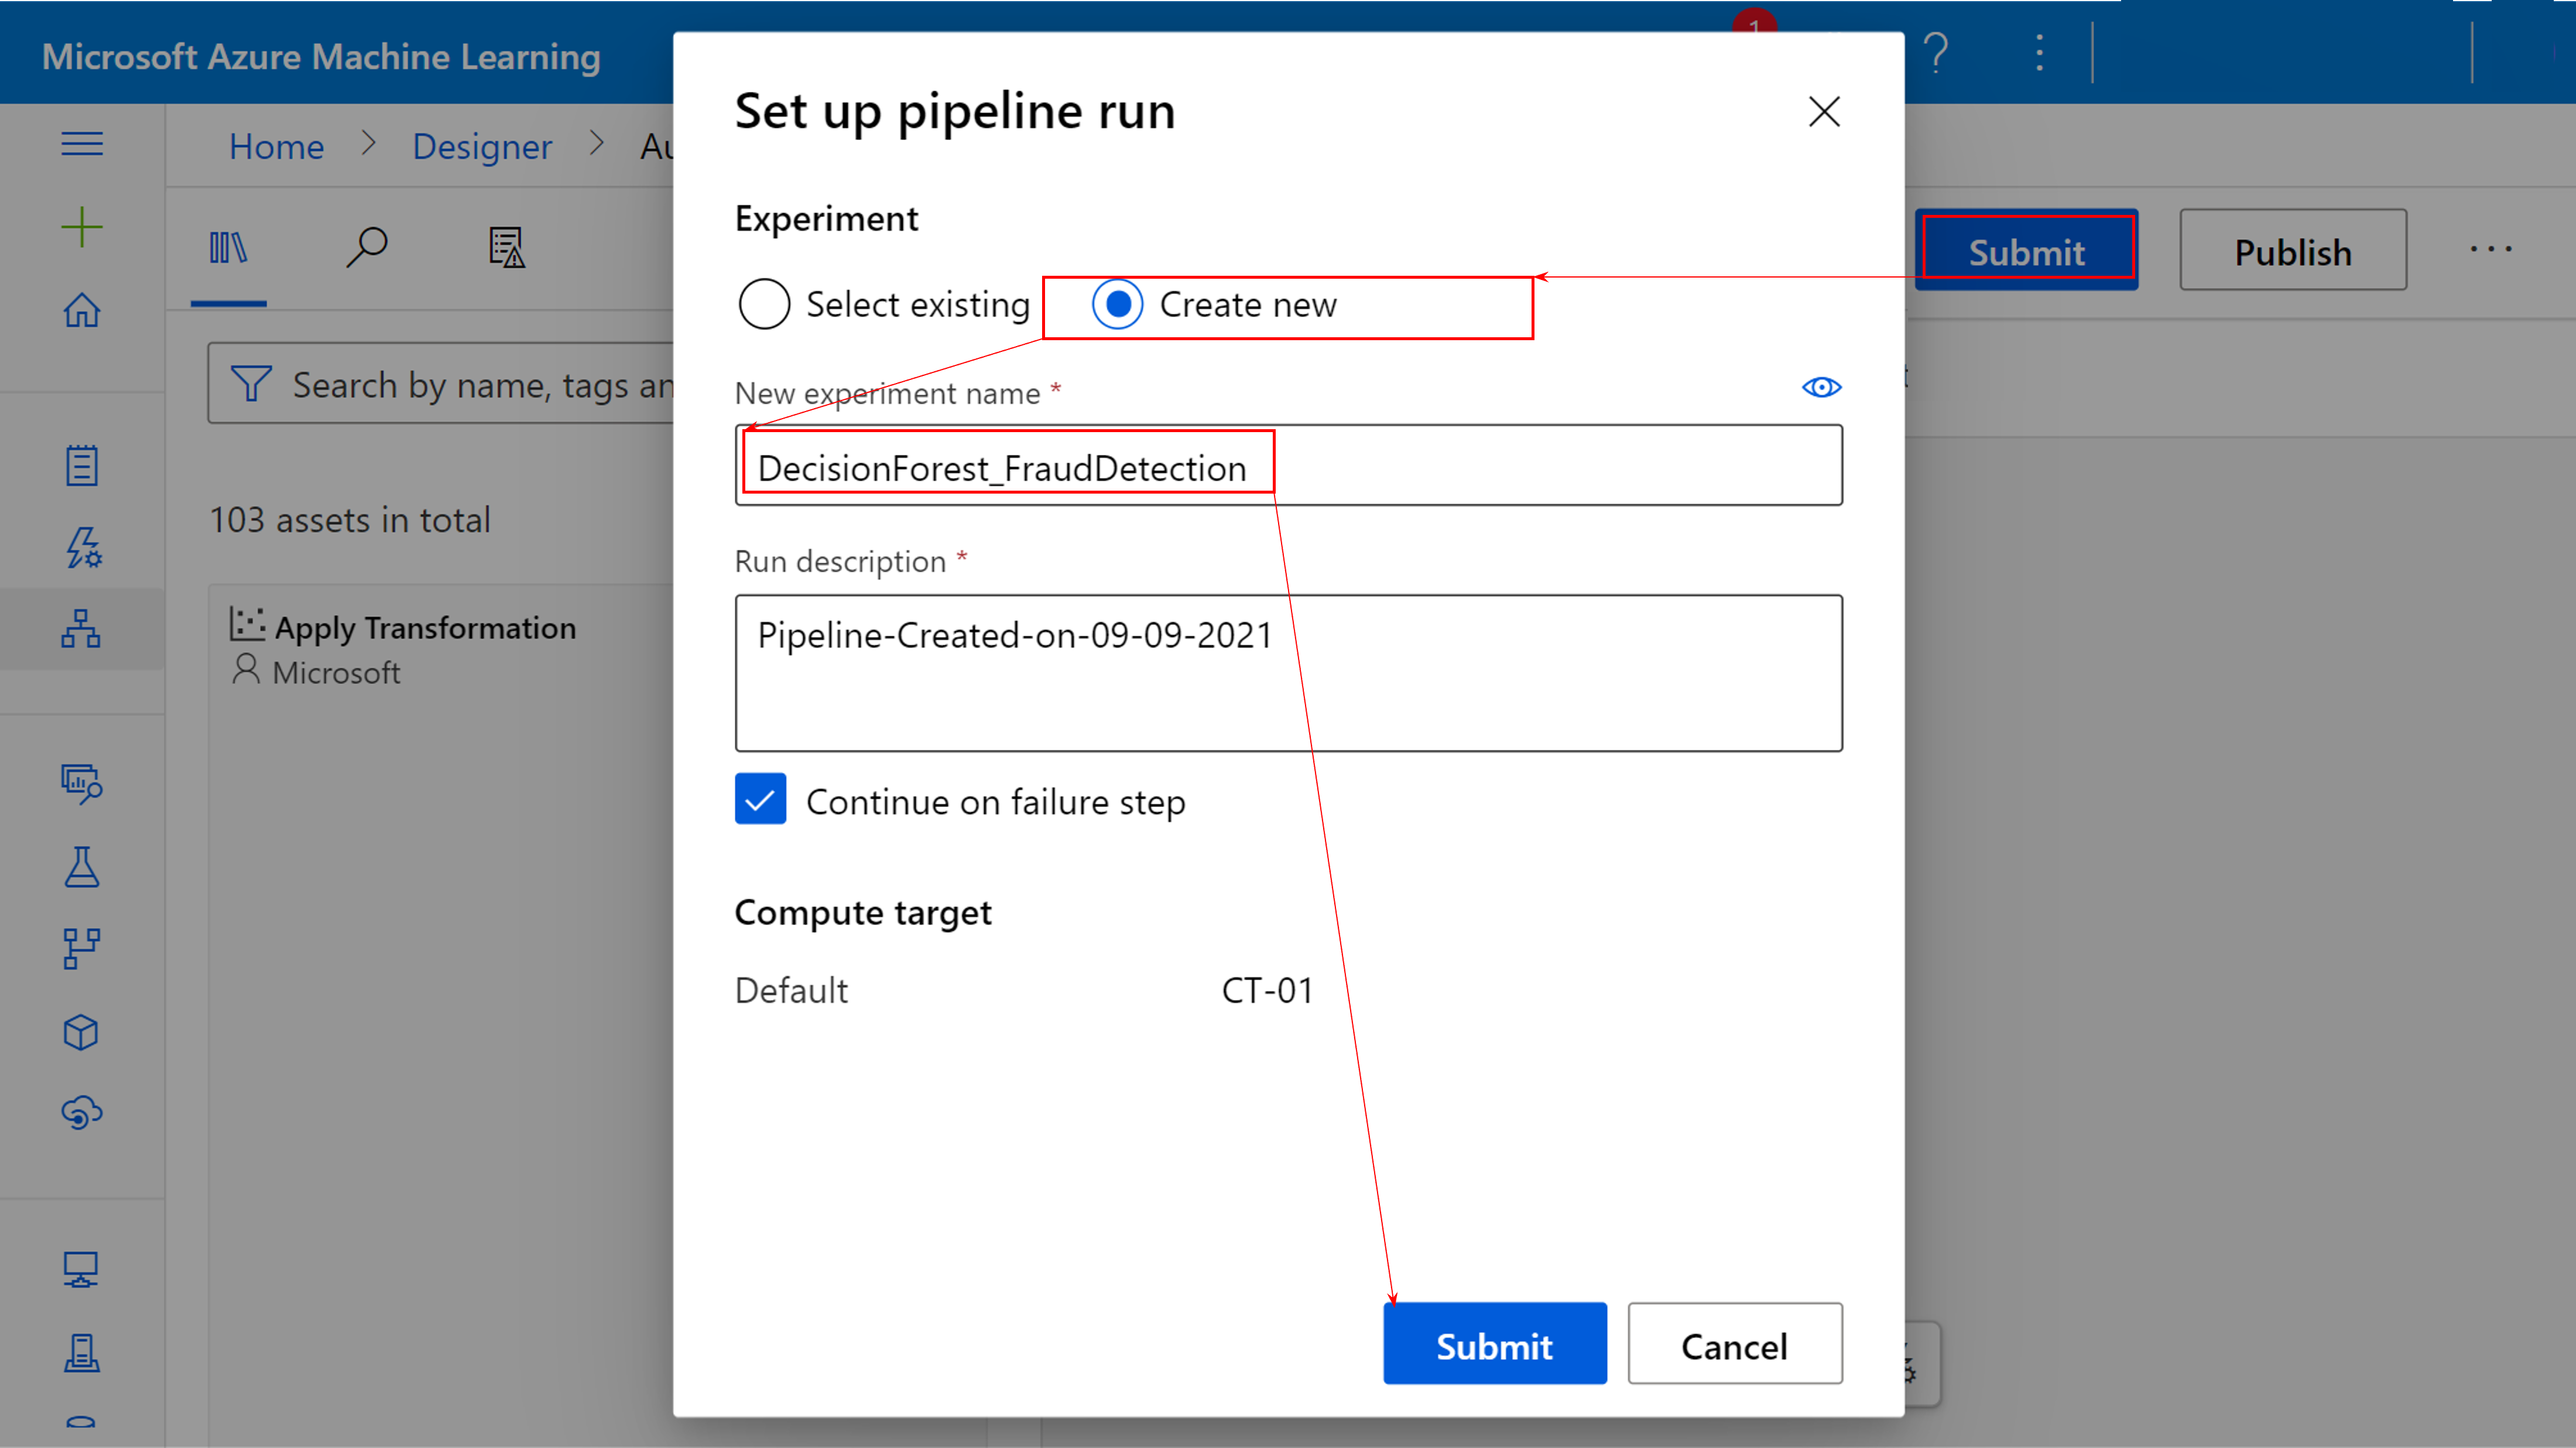 1
Microsoft Azure Machine Learning
?
Set up pipeline run
Home > Designer >
Experiment
Submit
Publish
Select existing
Create new
Search by name, tags
New experiment name *
DecisionForest_FraudDetection
103 assets in total
Run description *
Apply Transformation
Pipeline-Created-on-09-09-2021
Microsoft
Continue on failure step
Compute target
Default
CT-01
Submit
Cancel